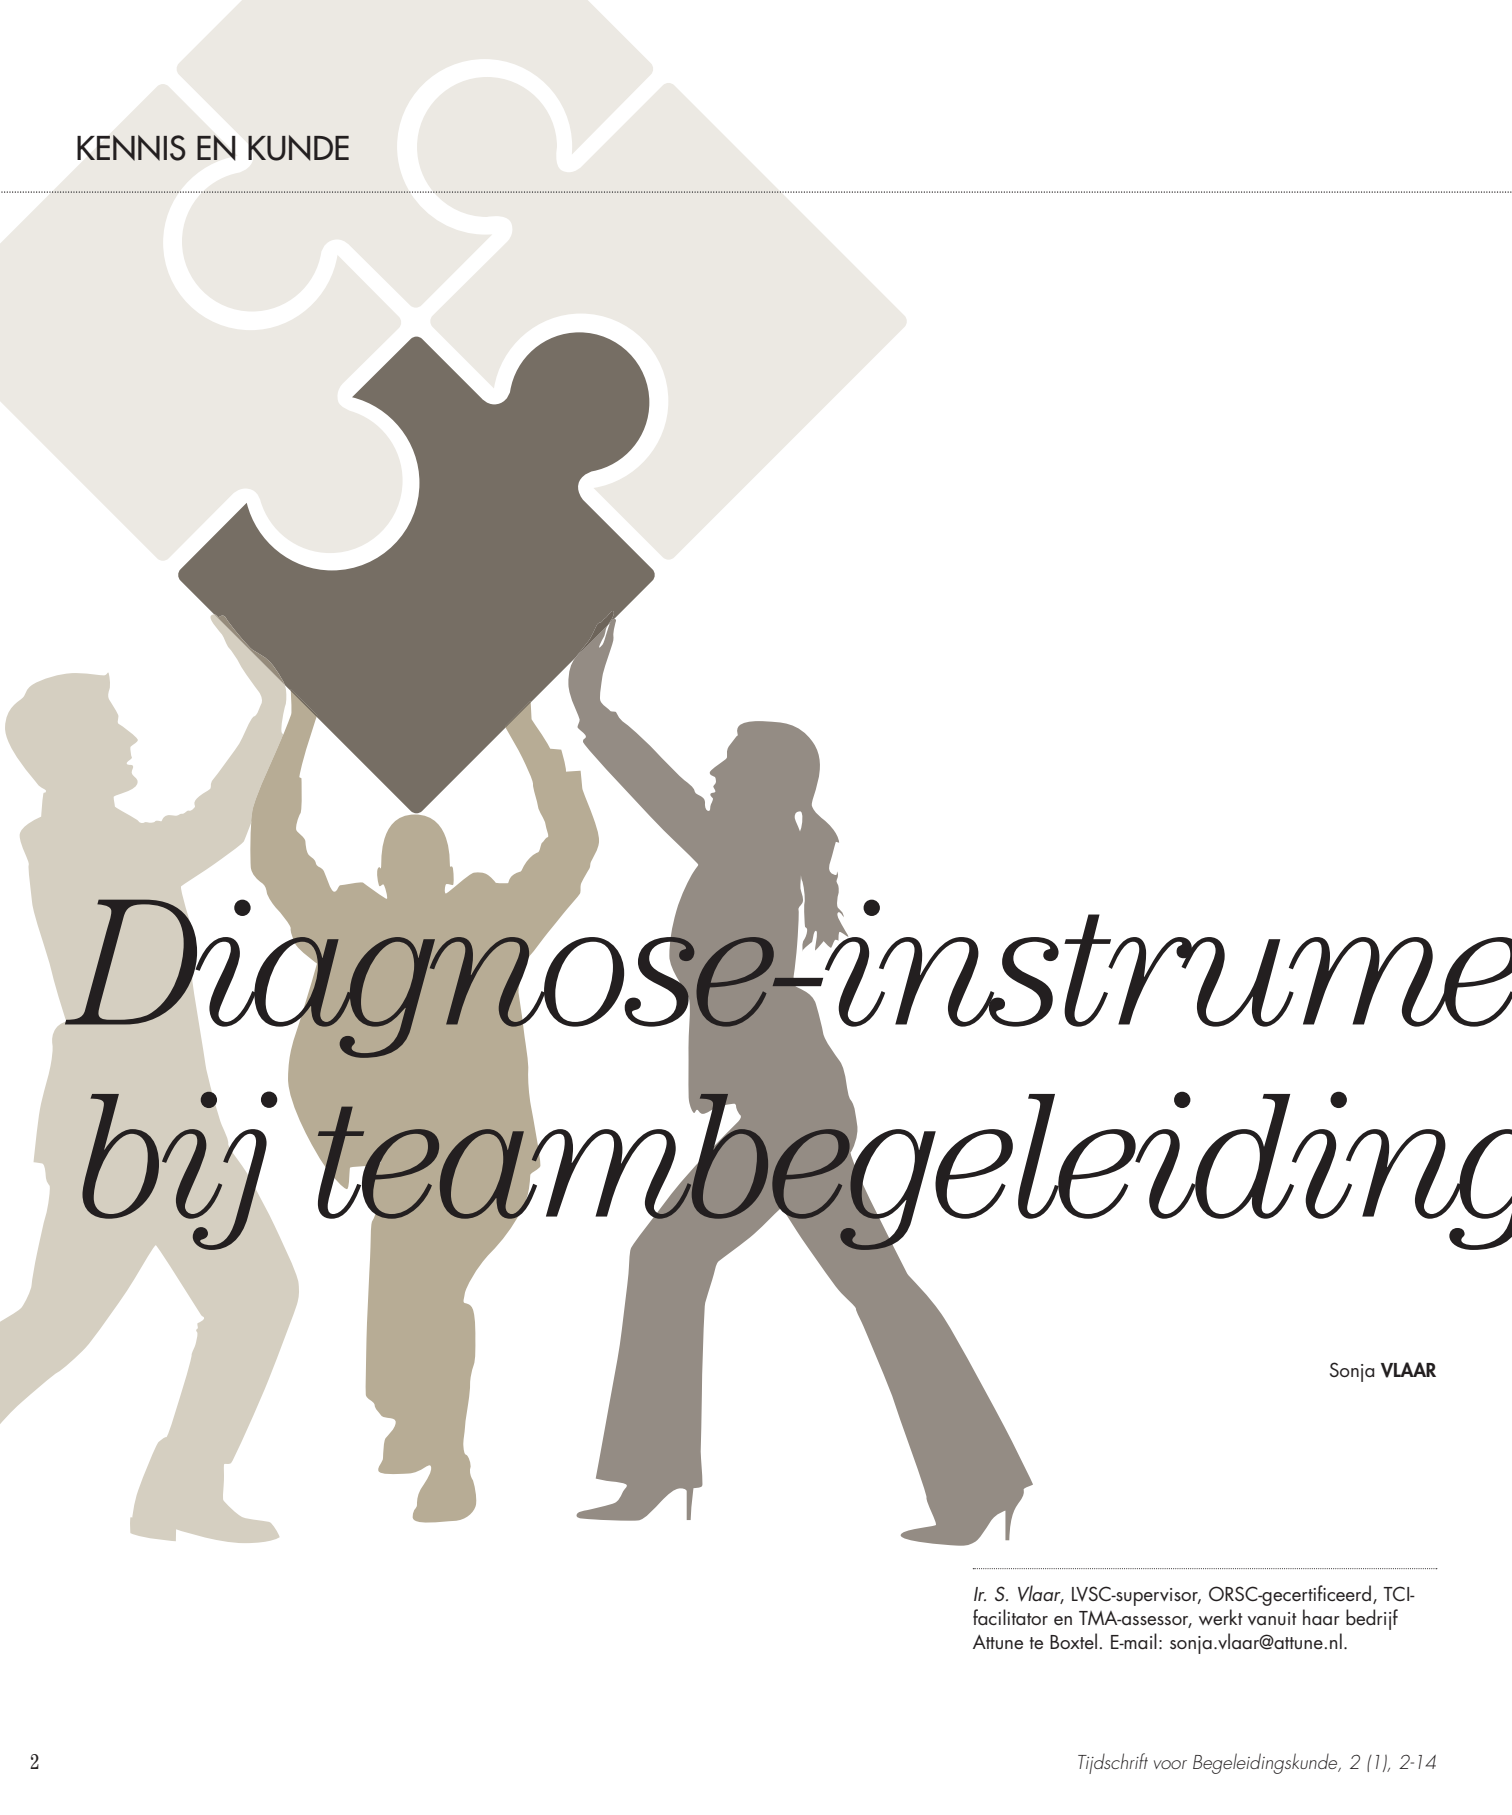 KENNIS EN KUNDE
Diagnose-instrume
bij teambegeleiding
Sonja VLAAR
Ir. S. Vlaar, LVSC-supervisor, ORSC-gecertificeerd, TCI-
facilitator en TMA-assessor, werkt vanuit haar bedrijf
Attune te Boxtel. E-mail: sonja.vlaar@attune.nl.
2
Tijdschrift voor Begeleidingskunde, 2 (1), 2-14